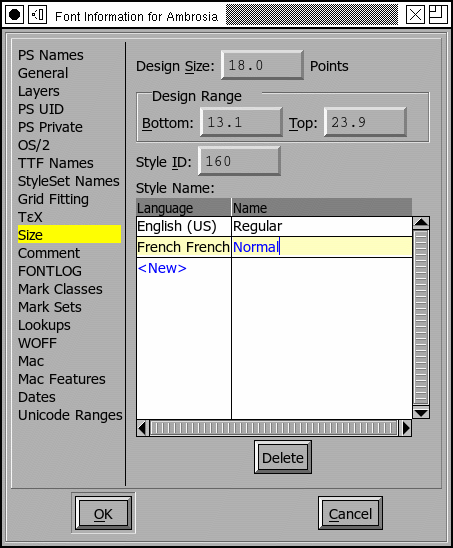 Font Information for Ambrosia
PS Names
General
Layers
PS UID
PS Private
OS/2
TTF Names
StyleSet Names
Grid Fitting
ΤεΧ
Size
Comment
FONTLOG
Mark Classes
Mark Sets
Lookups
WOFF
Mac
Mac Features
Dates
Unicode Ranges
Design Size: 18.0 Points
Design Range
Bottom: 13.1 Top: 23.9
Style ID: 160
Style Name:
Language Name
English (US) Regular
French French Normal
<New>
Delete
OK Cancel